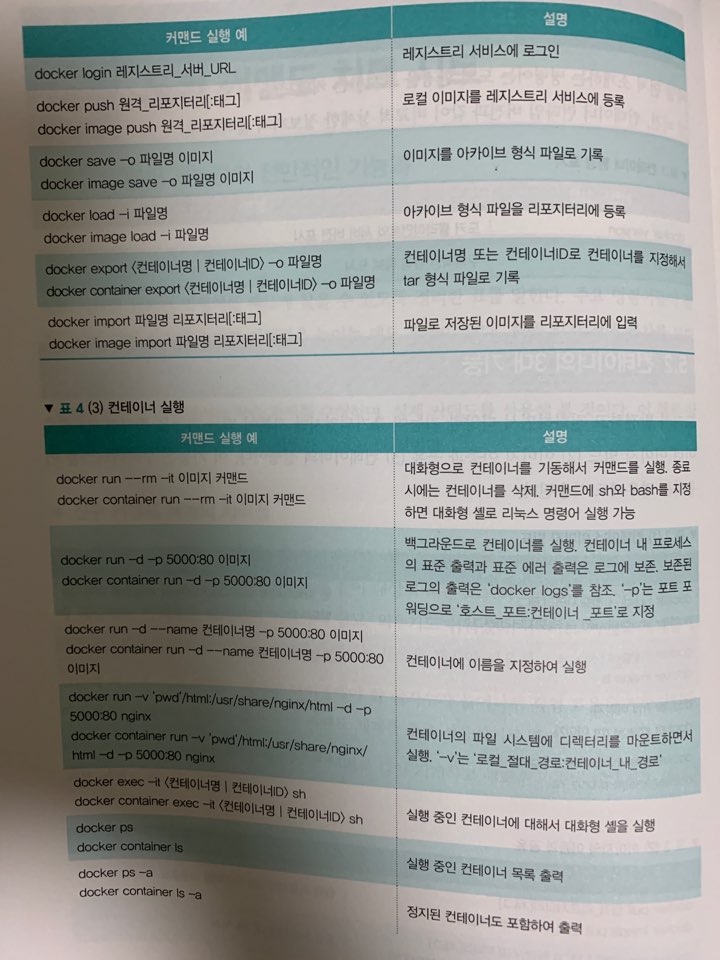 커맨드 실행 예
설명
docker login 레지스트리_서버_URL
레지스트리 서비스에 로그인
docker push 원격_리포지터리[:태그]
docker image push 원격_리포지터리[:태그]
로컬 이미지를 레지스트리 서비스에 등록
docker save –o 파일명 이미지
docker image save –o 파일명 이미지
이미지를 아카이브 형식 파일로 기록
docker load –i 파일명
docker image load –i 파일명
아카이브 형식 파일을 리포지터리에 등록
docker export 〈컨테이너명 | 컨테이너ID〉 –o 파일명
docker container export 〈컨테이너명 | 컨테이너ID〉 –o 파일명
컨테이너명 또는 컨테이너ID로 컨테이너를 지정해서
tar 형식 파일로 기록
docker import 파일명 리포지터리[:태그]
docker image import 파일명 리포지터리[:태그]
파일로 저장된 이미지를 리포지터리에 입력
▼ 표 4 (3) 컨테이너 실행
커맨드 실행 예
설명
docker run ––rm –it 이미지 커맨드
docker container run ––rm –it 이미지 커맨드
대화형으로 컨테이너를 기동해서 커맨드를 실행. 종료
시에는 컨테이너를 삭제. 커맨드에 sh와 bash를 지정
하면 대화형 셸로 리눅스 명령어 실행 가능
docker run –d –p 5000:80 이미지
docker container run –d –p 5000:80 이미지
백그라운드로 컨테이너를 실행. 컨테이너 내 프로세스
의 표준 출력과 표준 에러 출력은 로그에 보존. 보존된
로그의 출력은 ‘docker logs’를 참조. ‘–p’는 포트 포
워딩으로 ‘호스트_포트:컨테이너 _포트’로 지정
docker run –d ––name 컨테이너명 –p 5000:80 이미지
docker container run –d ––name 컨테이너명 –p 5000:80
이미지
컨테이너에 이름을 지정하여 실행
docker run –v ‘pwd’/html:/usr/share/nginx/html –d –p
5000:80 nginx
docker container run –v ‘pwd’/html:/usr/share/nginx/
html –d –p 5000:80 nginx
컨테이너의 파일 시스템에 디렉터리를 마운트하면서
실행. ‘–v’는 ‘로컬_절대_경로:컨테이너_내_경로’
docker exec –it 〈컨테이너명 | 컨테이너ID〉 sh
docker container exec –it 〈컨테이너명 | 컨테이너ID〉 sh
실행 중인 컨테이너에 대해서 대화형 셸을 실행
docker ps
docker container ls
실행 중인 컨테이너 목록 출력
docker ps –a
docker container ls –a
정지된 컨테이너도 포함하여 출력